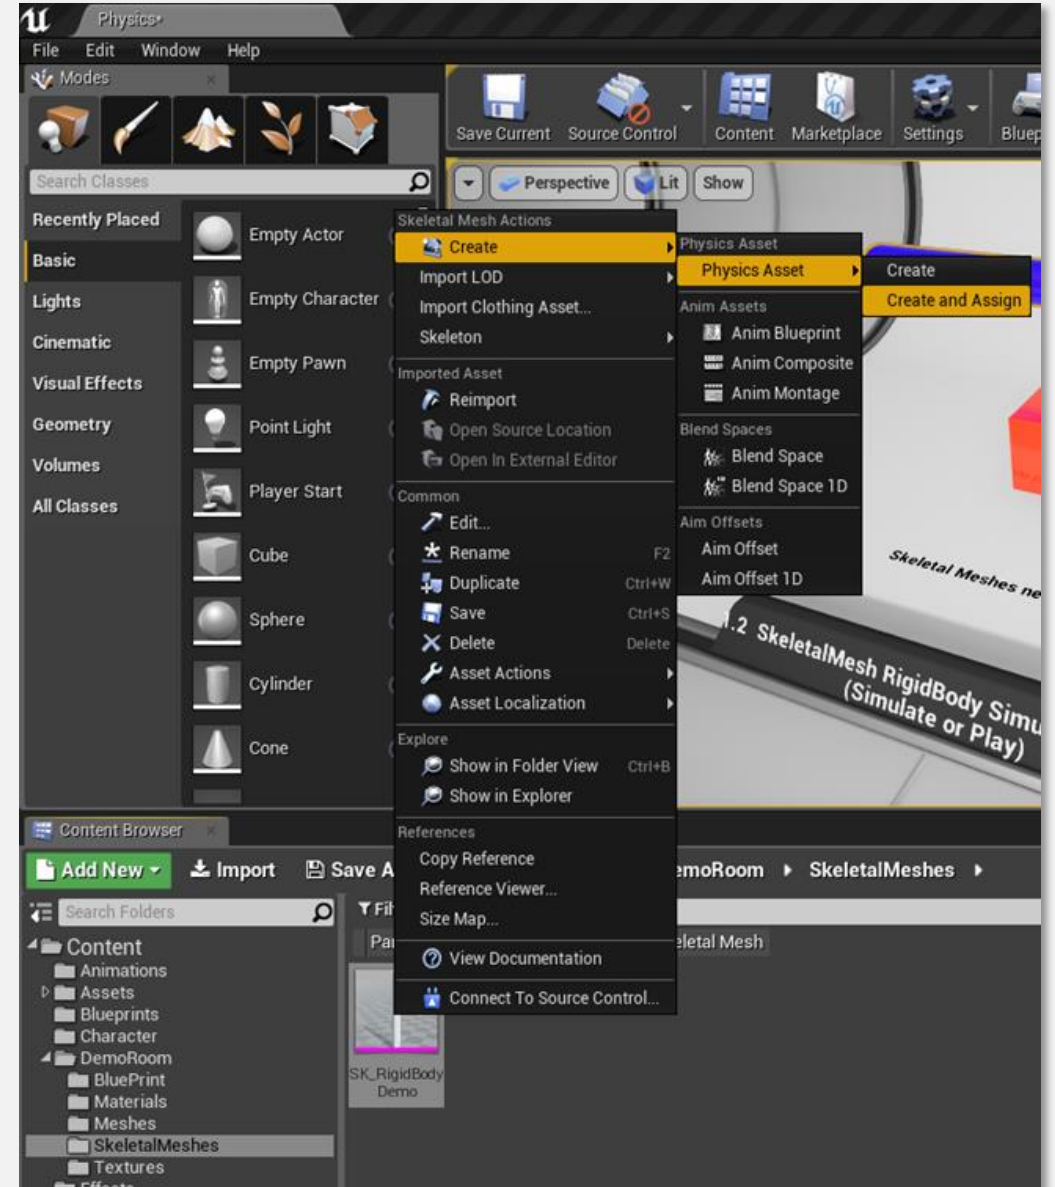 Physics•
File Edit Window Help
Modes
Save Current Source Control Content Marketplace Settings
Search Classes
Perspective Lit Show
Recently Placed
Basic
Lights
Cinematic
Visual Effects
Geometry
Volumes
All Classes
Empty Actor
Empty Character
Empty Pawn
Point Light
Player Start
Cube
Sphere
Cylinder
Cone
Skeletal Mesh Actions
Create
Import LOD
Import Clothing Asset...
Skeleton
Imported Asset
Reimport
Open Source Location
Open In External Editor
Common
Edit...
Rename F2
Duplicate Ctrl+W
Save Ctrl+S
Delete Delete
Asset Actions
Asset Localization
Explore
Show in Folder View Ctrl+B
Show in Explorer
References
Copy Reference
Reference Viewer...
Size Map...
View Documentation
Connect To Source Control...
Physics Asset
Physics Asset
Anim Assets
Anim Blueprint
Anim Composite
Anim Montage
Blend Spaces
Blend Space
Blend Space 1D
Aim Offsets
Aim Offset
Aim Offset 1D
Create
Create and Assign
Skeletal Meshes ne
1.2 SkeletalMesh RigidBody Simu
(Simulate or Play)
Content Browser
Add New Import Save A emoRoom SkeletalMeshes
Search Folders
Fil
Content
Animations
Assets
Blueprints
Character
DemoRoom
BluePrint
Materials
Meshes
SkeletalMeshes
Textures
eletal Mesh
SK_RigidBody
Demo